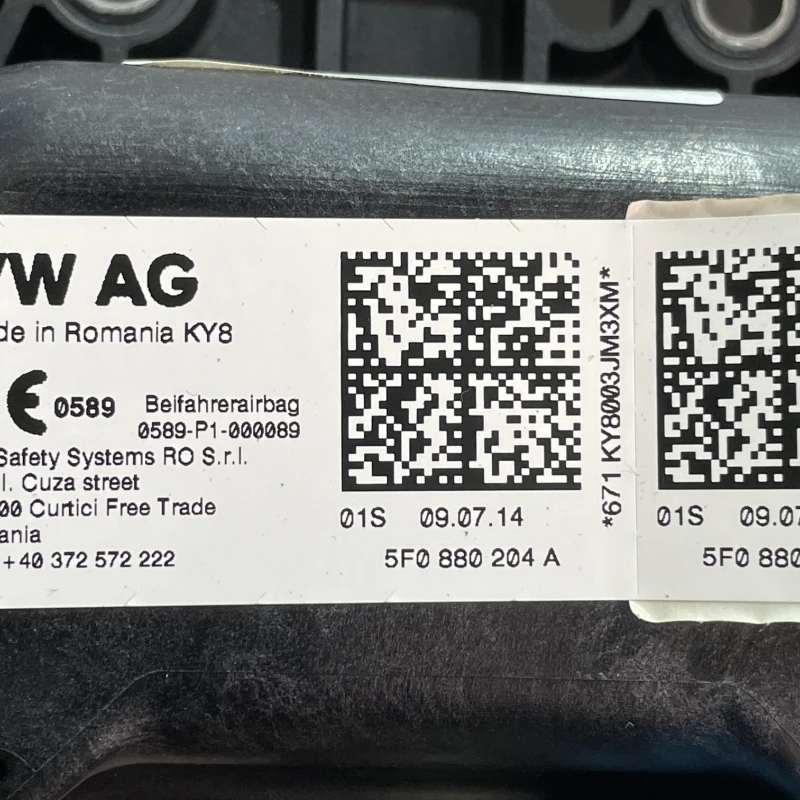 VW AG
de in Romania KY8
CE 0589 Beifahrerairbag
0589-P1-000089
Safety Systems RO S.r.l.
l. Cuza street
00 Curtici Free Trade
ania
+40 372 572 222
01S 09.07.14
5F0 880 204 A
*671 KY8003JM3XM*
01S 09.07
5F0 880